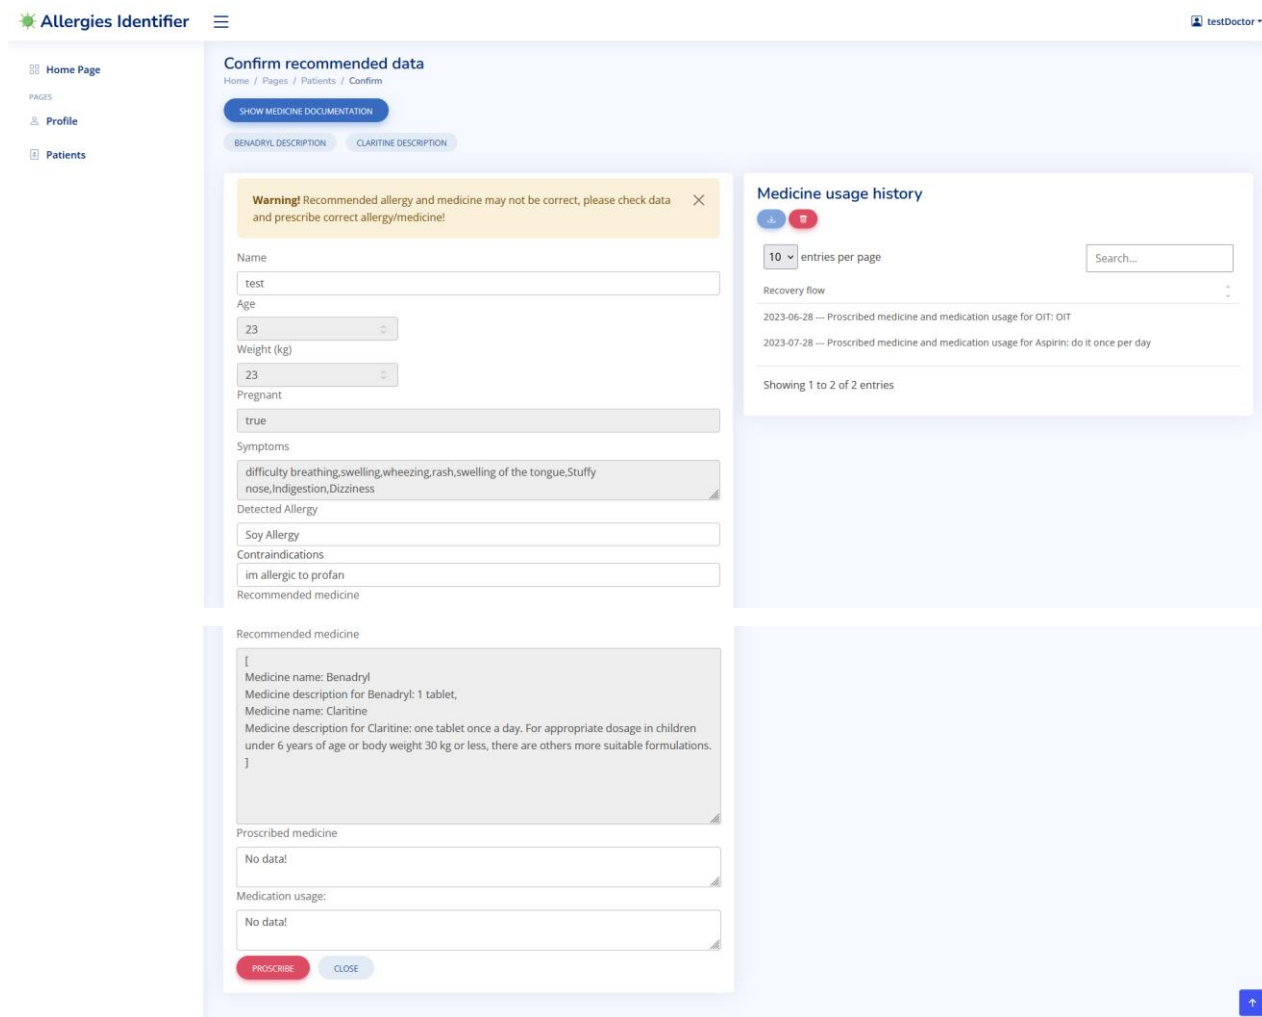 Allergies Identifier
testDoctor
Home Page
PAGES
Profile
Patients
Confirm recommended data
Home / Pages / Patients / Confirm
SHOW MEDICINE DOCUMENTATION
BENADRYL DESCRIPTION
CLARITINE DESCRIPTION
Warning! Recommended allergy and medicine may not be correct, please check data
and prescribe correct allergy/medicine!
Name
test
Age
23
Weight (kg)
23
Pregnant
true
Symptoms
difficulty breathing,swelling,wheezing,rash,swelling of the tongue,Stuffy
nose,Indigestion,Dizziness
Detected Allergy
Soy Allergy
Contraindications
im allergic to profan
Recommended medicine
Medicine usage history
10 entries per page
Search...
Recovery flow
2023-06-28 --- Proscribed medicine and medication usage for OIT: OIT
2023-07-28 --- Proscribed medicine and medication usage for Aspirin: do it once per day
Showing 1 to 2 of 2 entries
Recommended medicine
[
Medicine name: Benadryl
Medicine description for Benadryl: 1 tablet,
Medicine name: Claritine
Medicine description for Claritine: one tablet once a day. For appropriate dosage in children
under 6 years of age or body weight 30 kg or less, there are others more suitable formulations.
]
Proscribed medicine
No data!
Medication usage:
No data!
PROSCRIBE
CLOSE